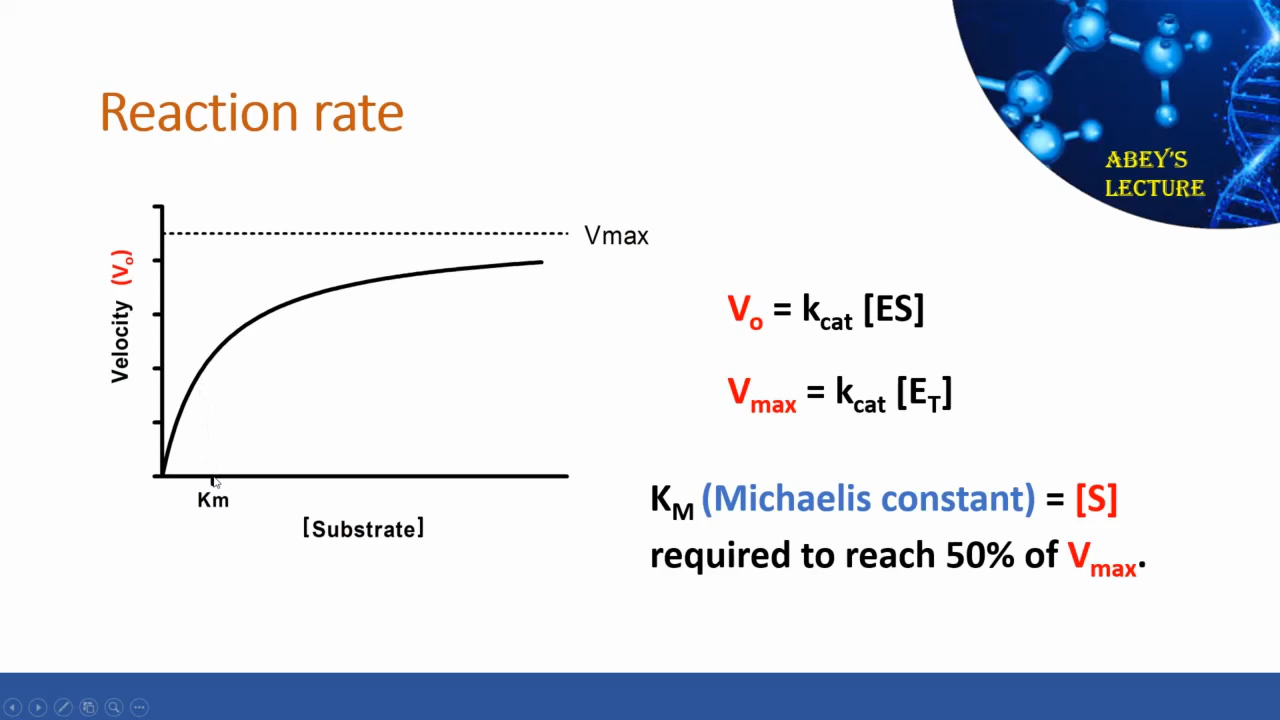 Reaction rate
ABEY'S
LECTURE
Vmax
Velocity (Vo)
Km
[Substrate]
Vo = kcat [ES]
Vmax = kcat [ET]
KM (Michaelis constant) = [S]
required to reach 50% of Vmax.